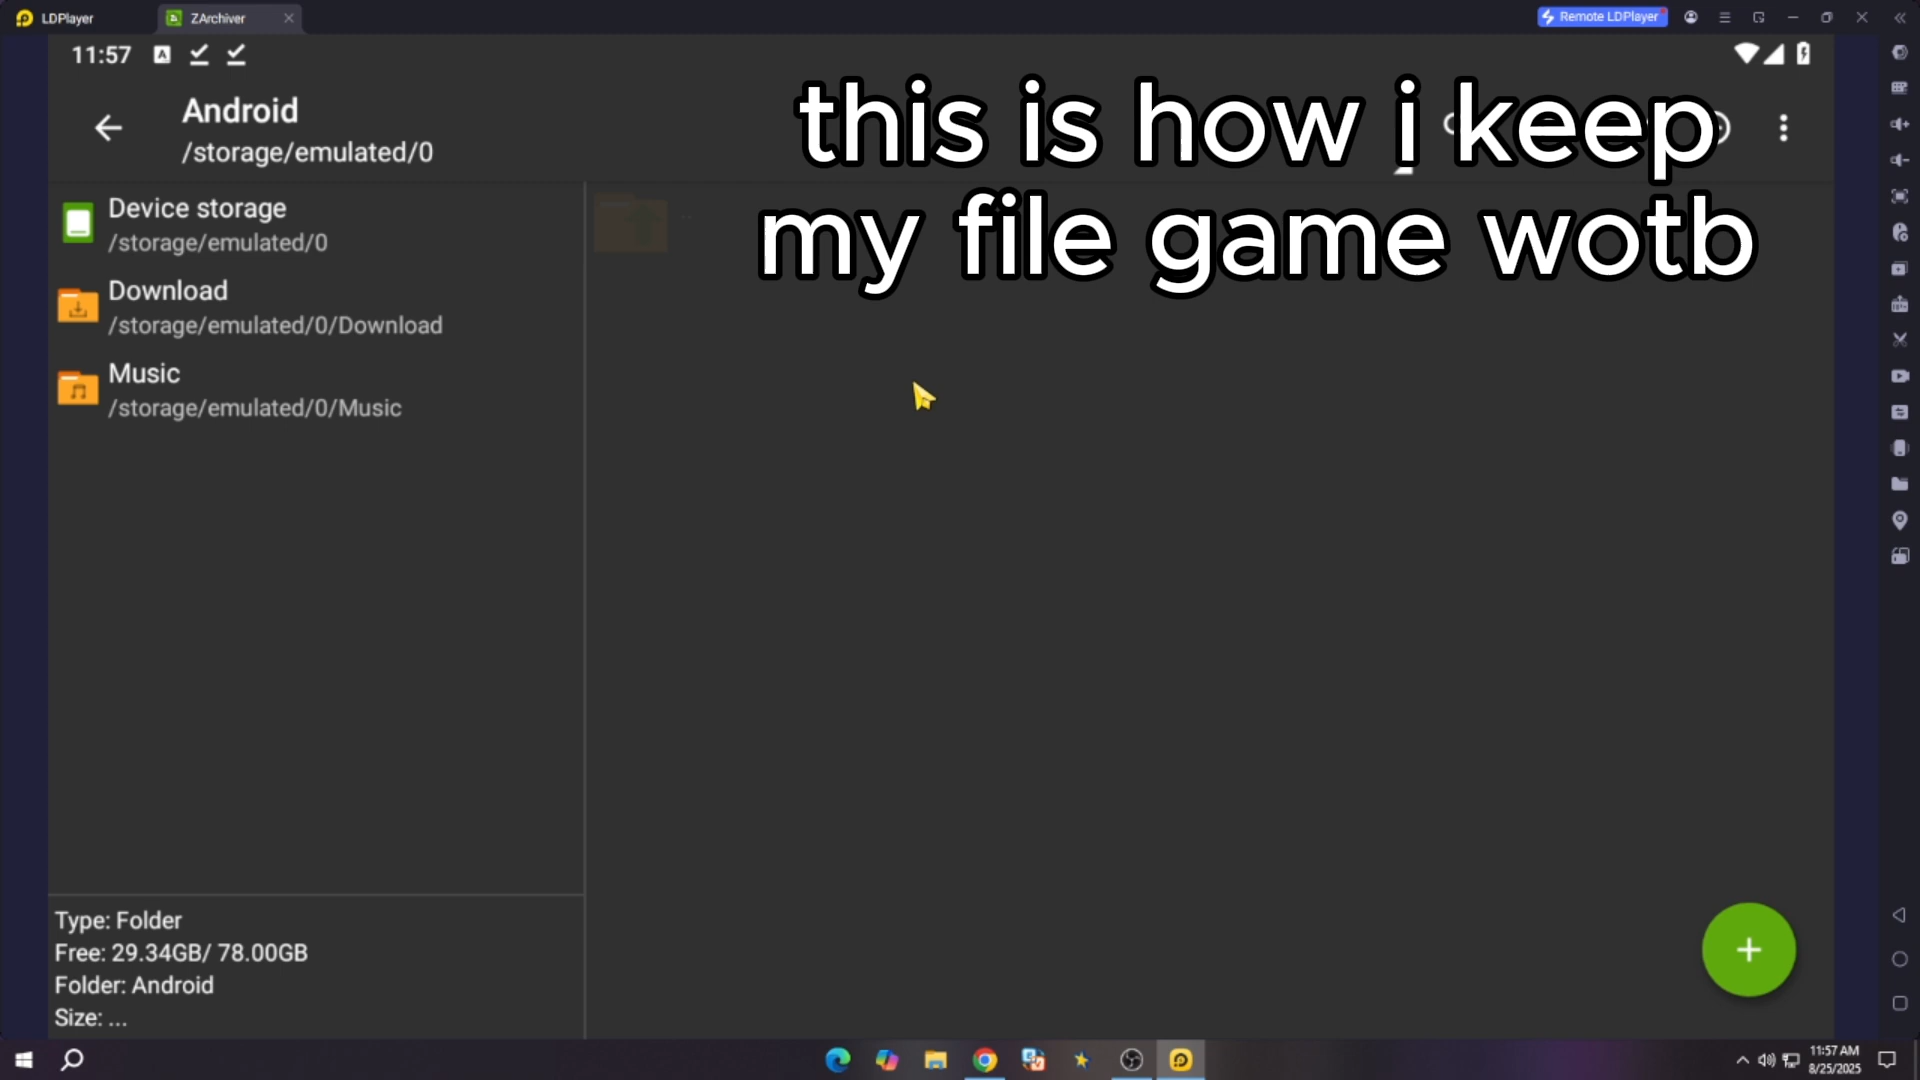 LDPlayer
ZArchiver
Remote LDPlayer
11:57
Android
/storage/emulated/0
this is how i keep
my file game wotb
Device storage
/storage/emulated/0
Download
/storage/emulated/0/Download
Music
/storage/emulated/0/Music
Type: Folder
Free: 29.34GB/ 78.00GB
Folder: Android
Size: ...
11:57 AM
8/25/2025